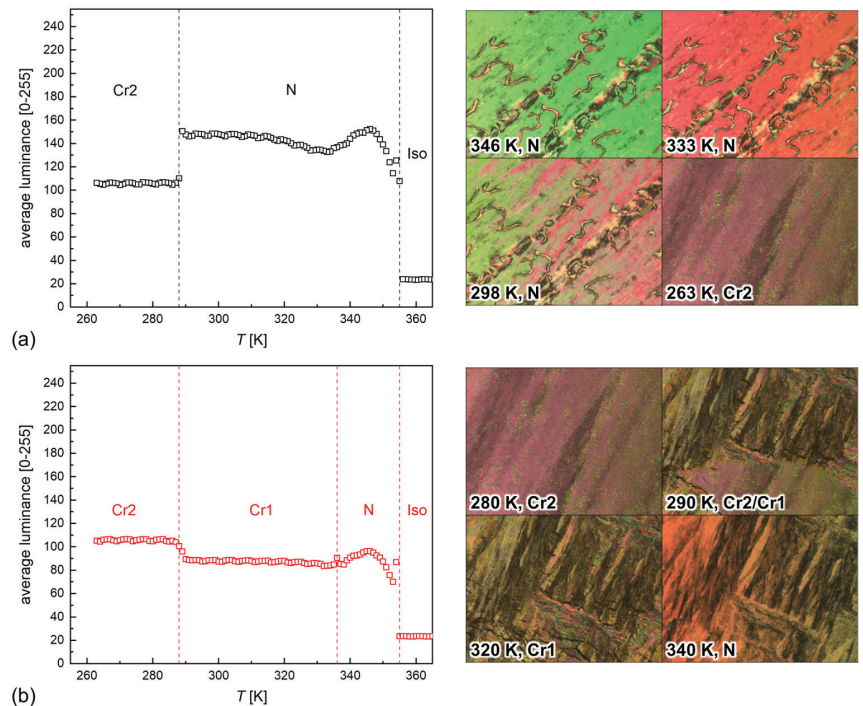 240
220
200
180
160
140
120
100
80
60
40
20
0
average luminance [0-255]
Cr2
N
Iso
260
280
300
320
340
360
T [K]
(a)
346 K, N
333 K, N
298 K, N
263 K, Cr2
240
220
200
180
160
140
120
100
80
60
40
20
0
average luminance [0-255]
Cr2
Cr1
N
Iso
260
280
300
320
340
360
T [K]
(b)
280 K, Cr2
290 K, Cr2/Cr1
320 K, Cr1
340 K, N